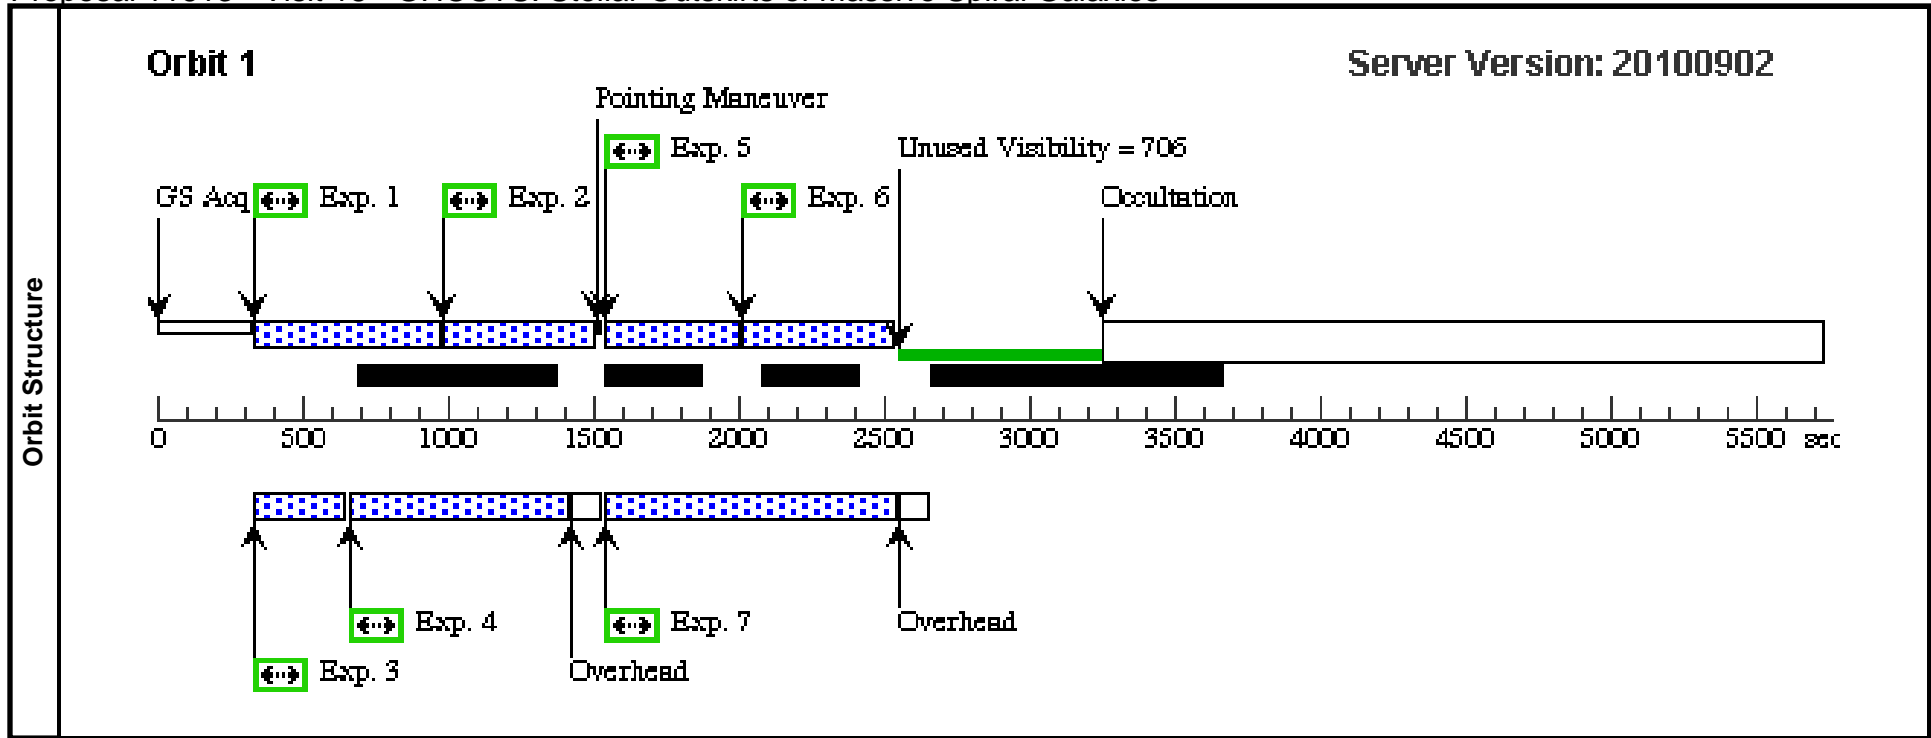 Orbit Structure
Orbit 1
Server Version: 20100902
Pointing Maneuver
Exp. 5
Unused Visibility = 706
GS Acq
Exp. 1
Exp. 2
Exp. 6
Occultation
0 500 1000 1500 2000 2500 3000 3500 4000 4500 5000 5500 sec
Exp. 4
Exp. 7
Overhead
Exp. 3
Overhead